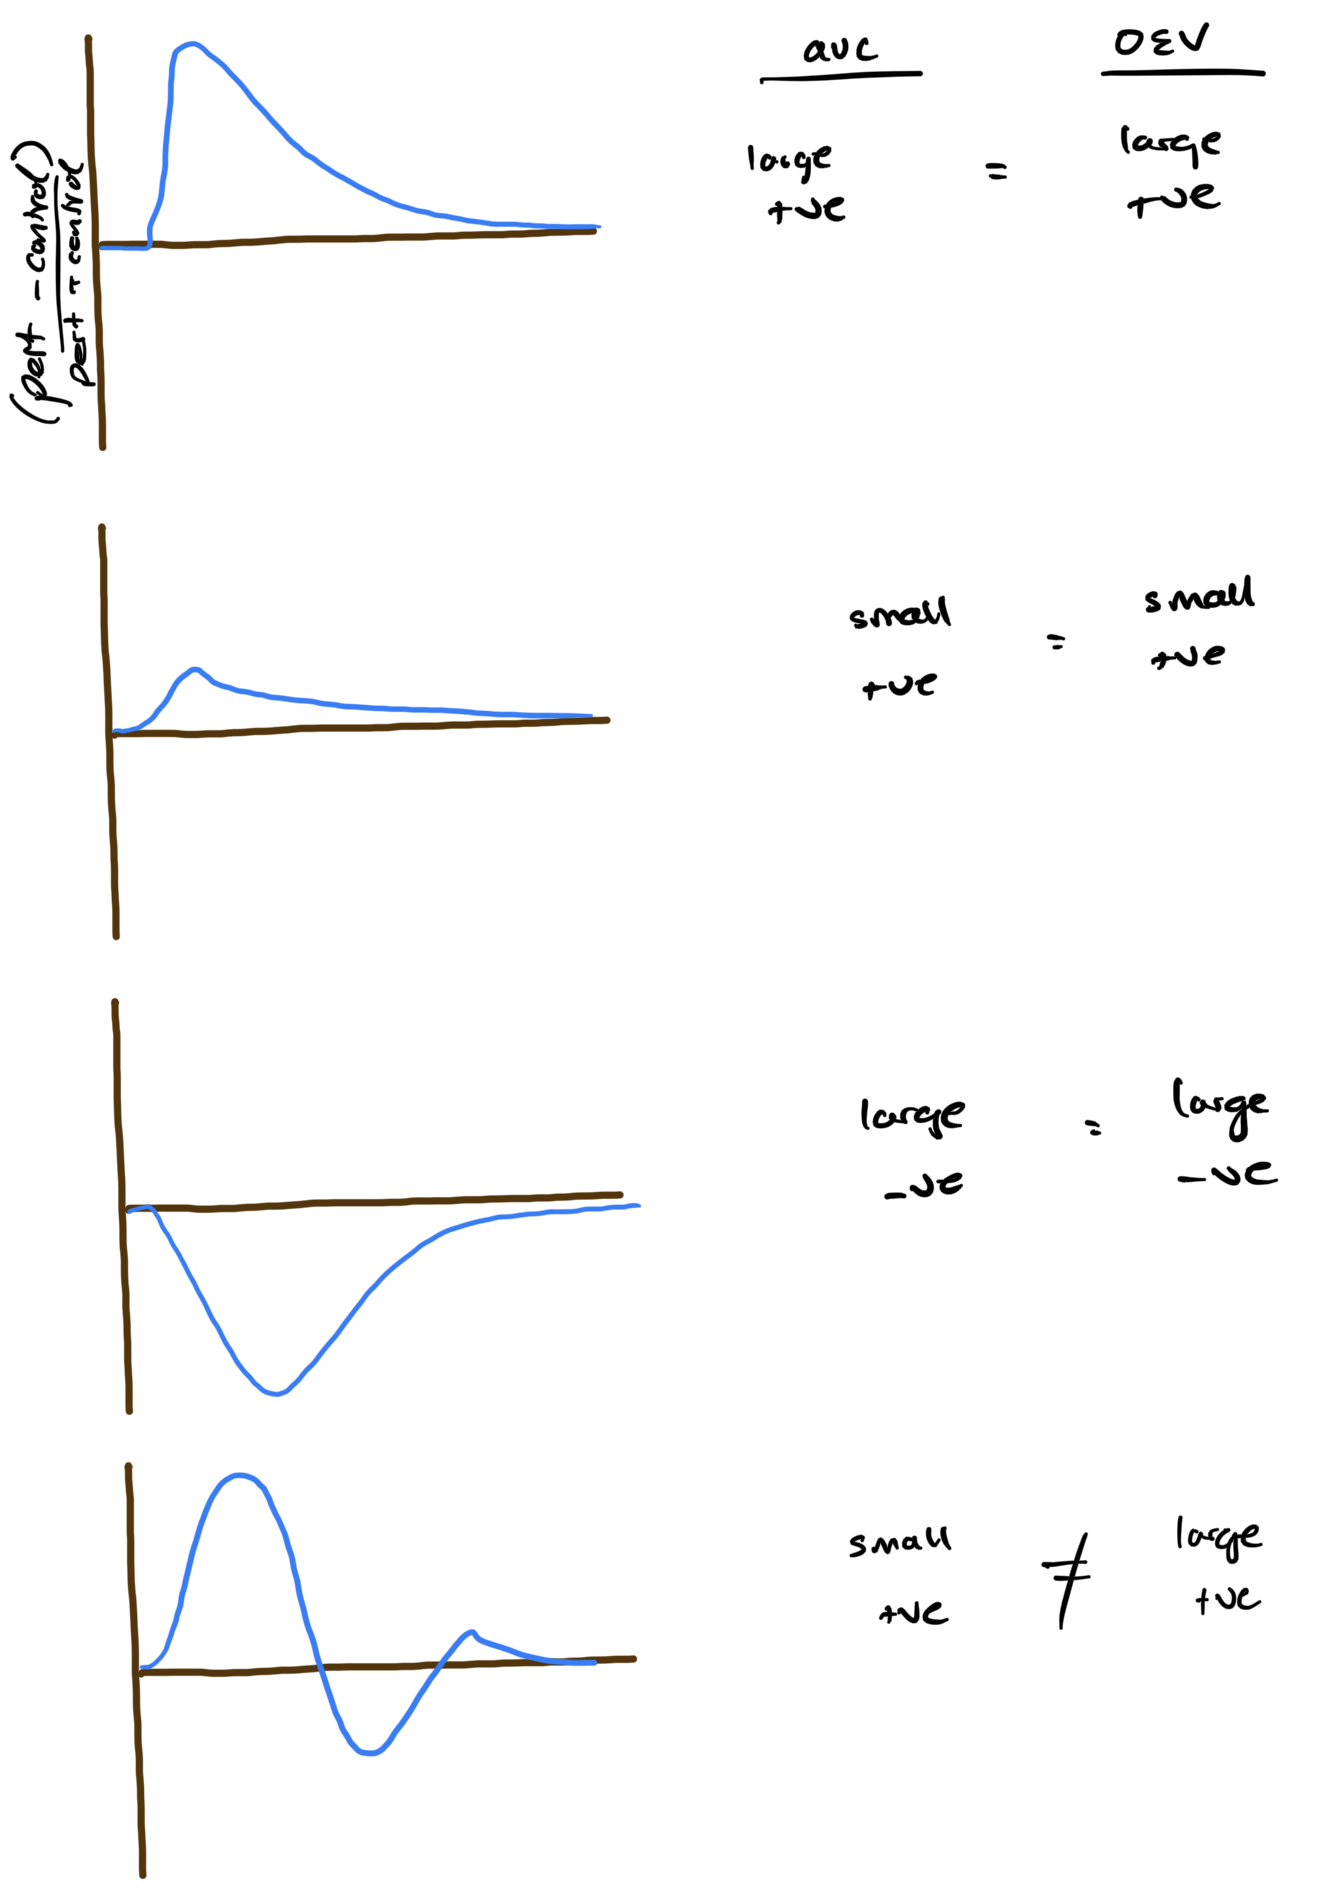 auc OEV
(pert - control)
pert + control
large = large
+ve +ve
small = small
+ve +ve
large = large
-ve -ve
small ≠ large
+ve +ve